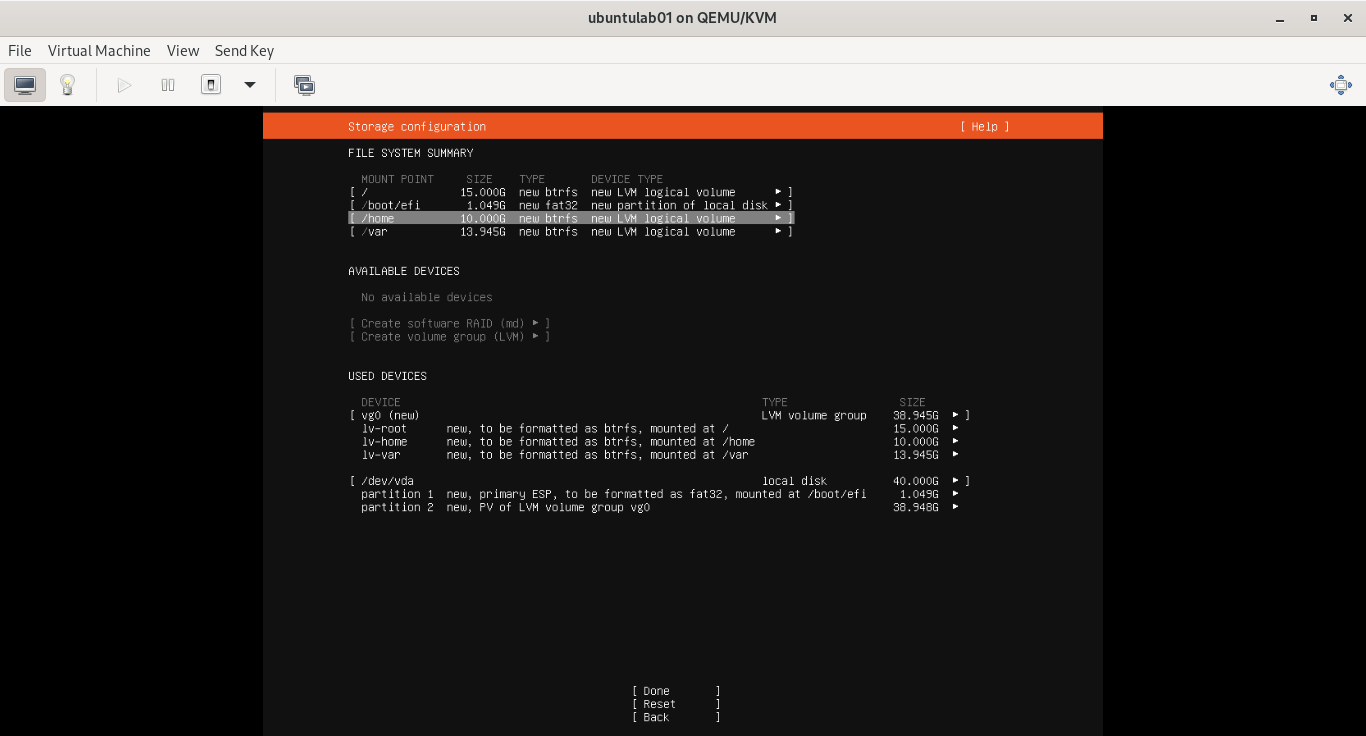 ubuntulab01 on QEMU/KVM
File Virtual Machine View Send Key
Storage configuration [ Help ]
FILE SYSTEM SUMMARY
MOUNT POINT SIZE TYPE DEVICE TYPE
[ / 15.000G new btrfs new LVM logical volume ▸ ]
[ /boot/efi 1.049G new fat32 new partition of local disk ▸ ]
[ /home 10.000G new btrfs new LVM logical volume ▸ ]
[ /var 13.945G new btrfs new LVM logical volume ▸ ]
AVAILABLE DEVICES
No available devices
[ Create software RAID (md) ▸ ]
[ Create volume group (LVM) ▸ ]
USED DEVICES
DEVICE TYPE SIZE
[ vg0 (new) LVM volume group 38.945G ▸ ]
lv-root new, to be formatted as btrfs, mounted at / 15.000G ▸
lv-home new, to be formatted as btrfs, mounted at /home 10.000G ▸
lv-var new, to be formatted as btrfs, mounted at /var 13.945G ▸
[ /dev/vda local disk 40.000G ▸ ]
partition 1 new, primary ESP, to be formatted as fat32, mounted at /boot/efi 1.049G ▸
partition 2 new, PV of LVM volume group vg0 38.948G ▸
[ Done ]
[ Reset ]
[ Back ]